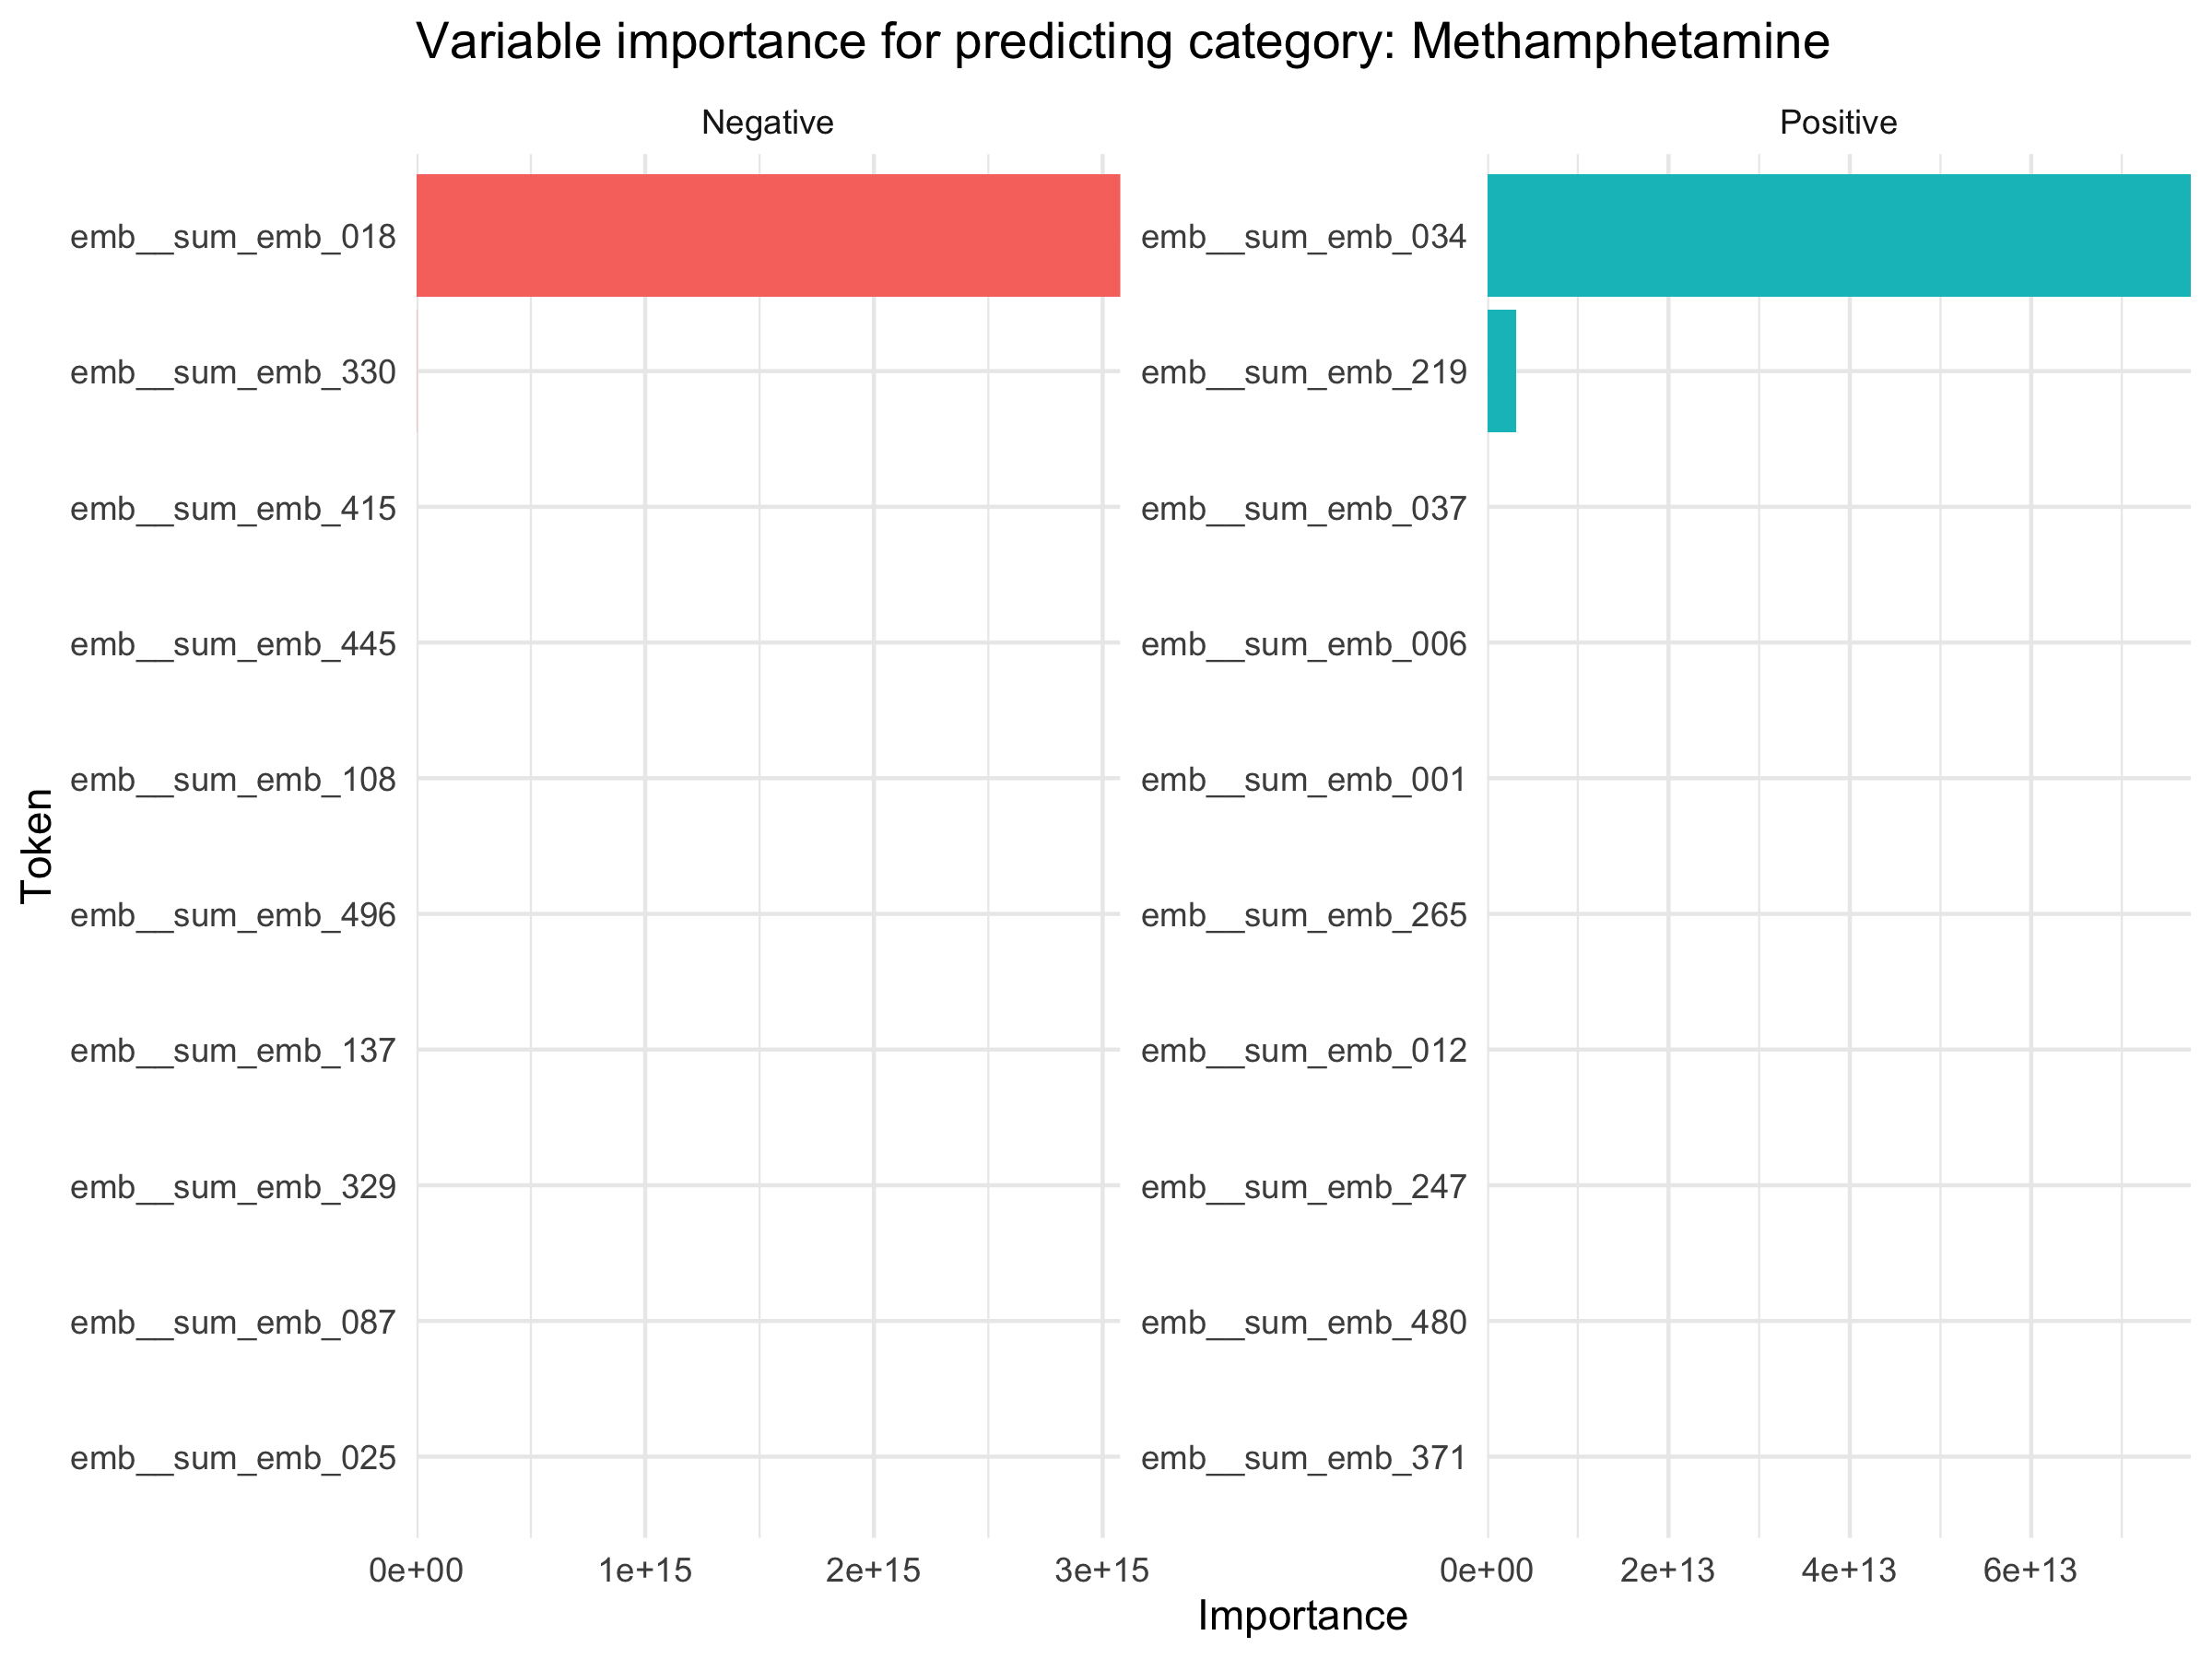 Variable importance for predicting category: Methamphetamine
Negative
Positive
Token
emb__sum_emb_018
emb__sum_emb_330
emb__sum_emb_415
emb__sum_emb_445
emb__sum_emb_108
emb__sum_emb_496
emb__sum_emb_137
emb__sum_emb_329
emb__sum_emb_087
emb__sum_emb_025
0e+00 1e+15 2e+15 3e+15
emb__sum_emb_034
emb__sum_emb_219
emb__sum_emb_037
emb__sum_emb_006
emb__sum_emb_001
emb__sum_emb_265
emb__sum_emb_012
emb__sum_emb_247
emb__sum_emb_480
emb__sum_emb_371
0e+00 2e+13 4e+13 6e+13
Importance